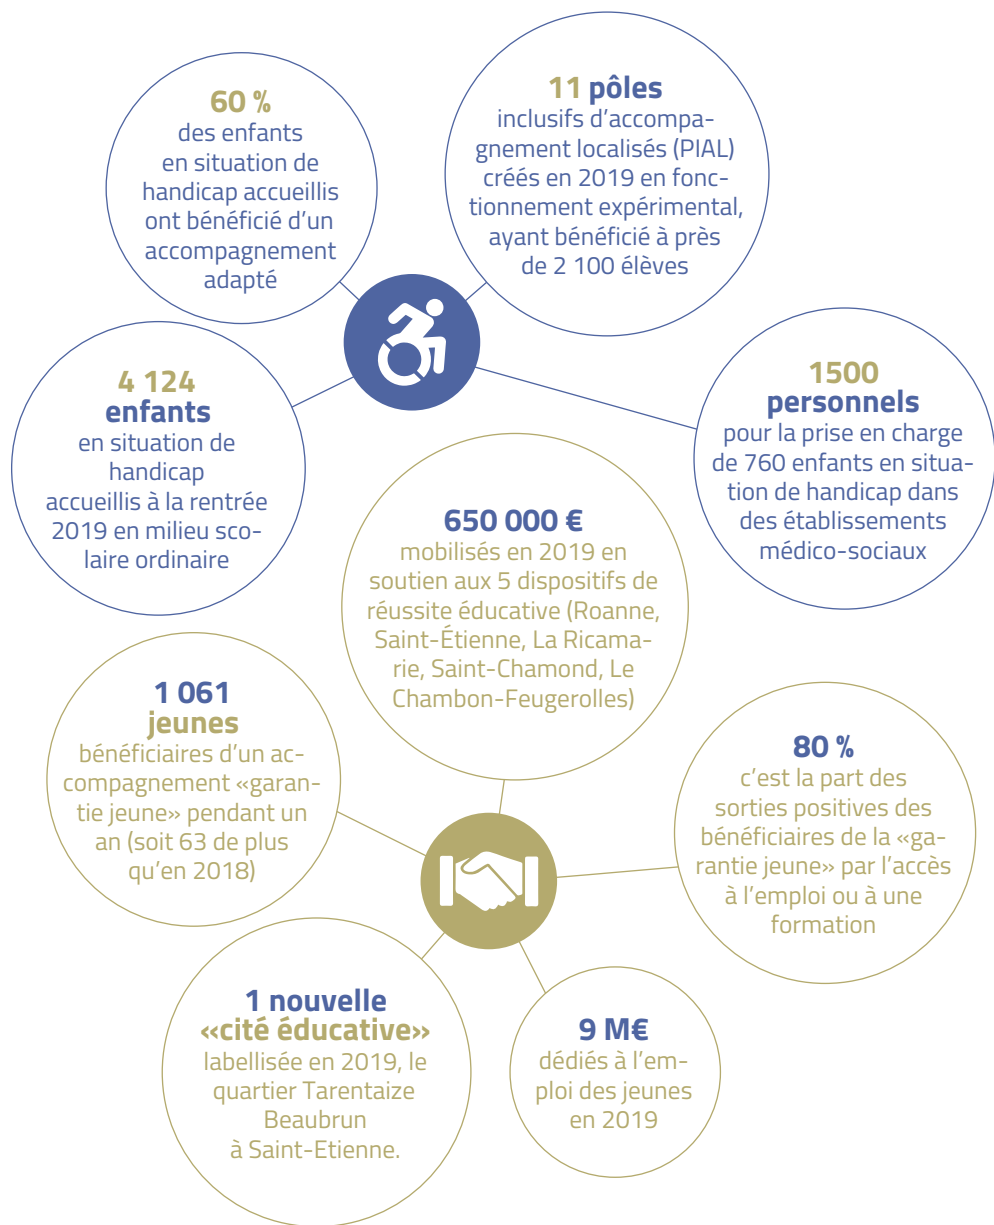 60 %
des enfants
en situation de
handicap accueillis
ont bénéficié d’un
accompagnement
adapté
11 pôles
inclusifs d’accompa-
gnement localisés (PIAL)
créés en 2019 en fonc-
tionnement expérimental,
ayant bénéficié à près
de 2 100 élèves
4 124
enfants
en situation de
handicap
accueillis à la rentrée
2019 en milieu sco-
laire ordinaire
1500
personnels
pour la prise en charge
de 760 enfants en situa-
tion de handicap dans
des établissements
médico-sociaux
650 000 €
mobilisés en 2019 en
soutien aux 5 dispositifs de
réussite éducative (Roanne,
Saint-Étienne, La Ricama-
rie, Saint-Chamond, Le
Chambon-Feugerolles)
1 061
jeunes
bénéficiaires d’un ac-
compagnement «garan-
tie jeune» pendant un
an (soit 63 de plus
qu’en 2018)
80 %
c’est la part des
sorties positives des
bénéficiaires de la «ga-
rantie jeune» par l’accès
à l’emploi ou à une
formation
1 nouvelle
«cité éducative»
labellisée en 2019, le
quartier Tarentaize
Beaubrun
à Saint-Etienne.
9 M€
dédiés à l’em-
ploi des jeunes
en 2019